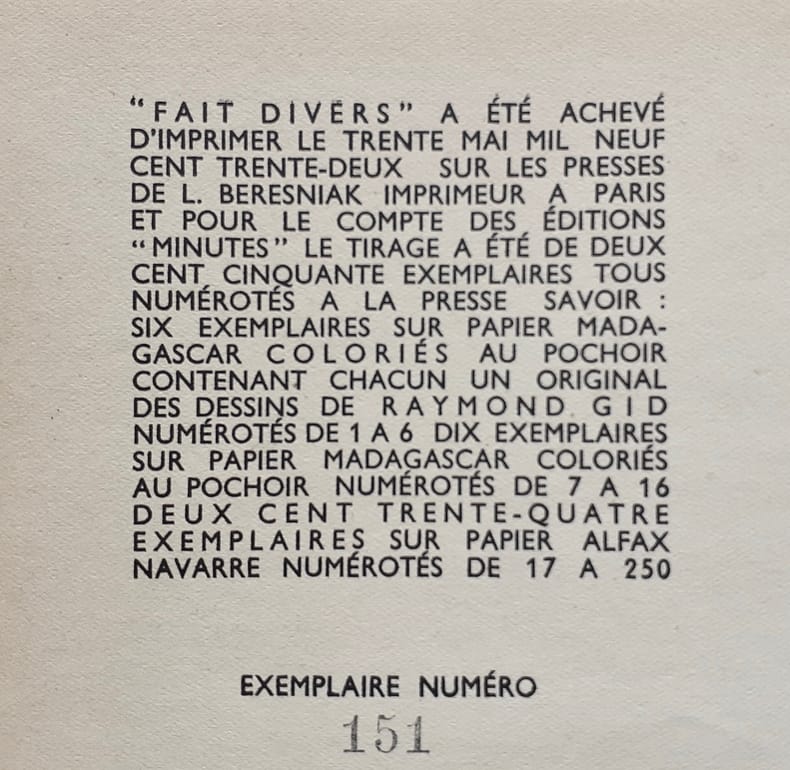 “FAIT DIVERS” A ÉTÉ ACHEVÉ
D'IMPRIMER LE TRENTE MAI MIL NEUF
CENT TRENTE-DEUX SUR LES PRESSES
DE L. BERESNIAK IMPRIMEUR A PARIS
ET POUR LE COMPTE DES ÉDITIONS
“MINUTES” LE TIRAGE A ÉTÉ DE DEUX
CENT CINQUANTE EXEMPLAIRES TOUS
NUMÉROTÉS A LA PRESSE SAVOIR :
SIX EXEMPLAIRES SUR PAPIER MADA-
GASCAR COLORIÉS AU POCHOIR
CONTENANT CHACUN UN ORIGINAL
DES DESSINS DE RAYMOND GID
NUMÉROTÉS DE 1 A 6 DIX EXEMPLAIRES
SUR PAPIER MADAGASCAR COLORIÉS
AU POCHOIR NUMÉROTÉS DE 7 A 16
DEUX CENT TRENTE-QUATRE
EXEMPLAIRES SUR PAPIER ALFAX
NAVARRE NUMÉROTÉS DE 17 A 250
EXEMPLAIRE NUMÉRO
151